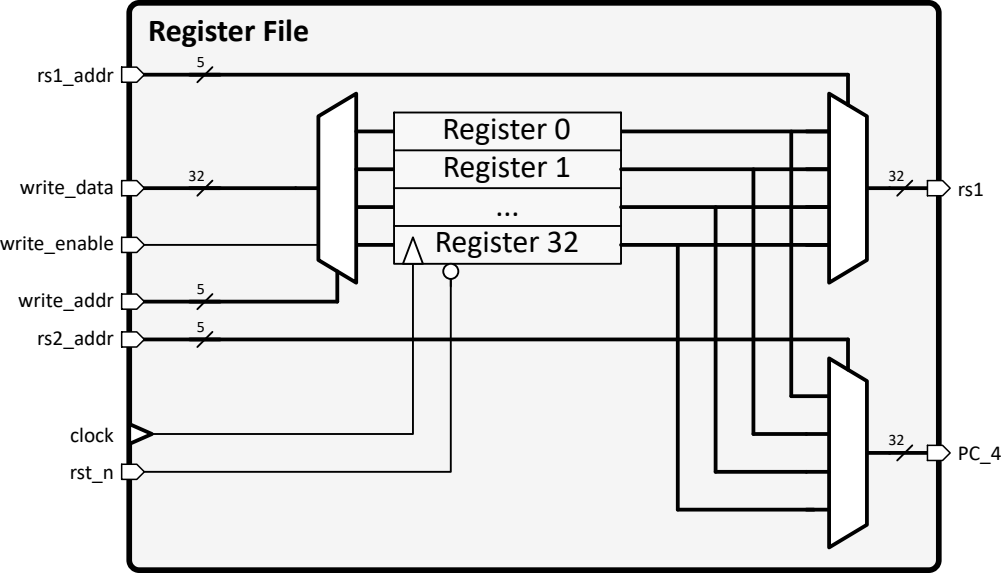 Register File
rs1_addr
5
Register 0
Register 1
write_data
32
32
rs1
...
write_enable
Register 32
write_addr
5
rs2_addr
5
clock
32
PC_4
rst_n